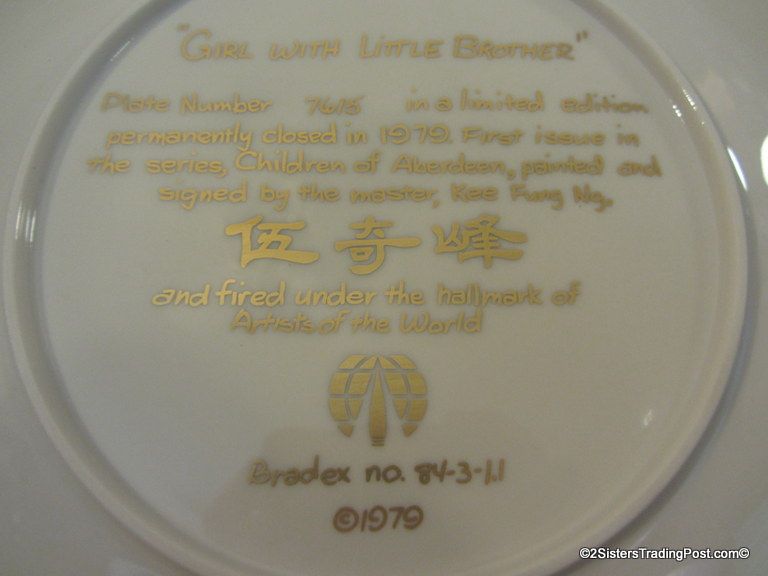 "GIRL WITH LITTLE BROTHER"
Plate Number 7615 in a limited edition
permanently closed in 1979. First issue in
the series, Children of Aberdeen, painted and
signed by the master, Kee Fung Ng.
伍奇峰
and fired under the hallmark of
Artists of the World
Bradex no. 84-3-1.1
©1979
©2SistersTradingPost.com©